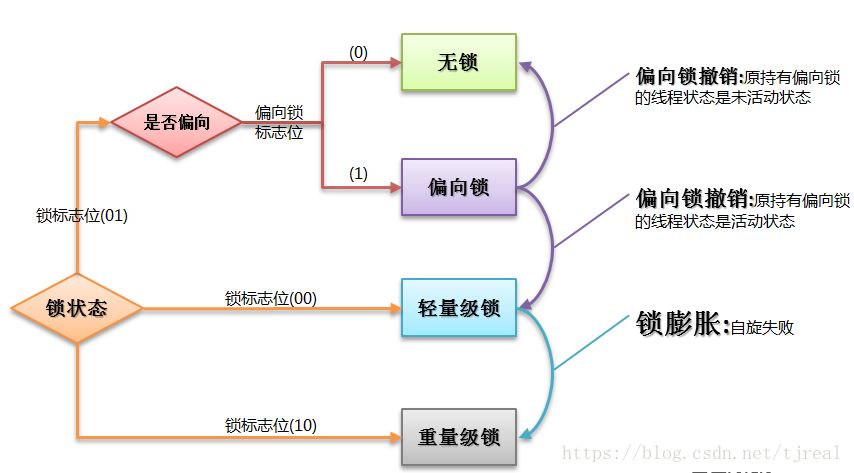 (0)
无锁
偏向锁撤销:原持有偏向锁
的线程状态是未活动状态
是否偏向
偏向锁
标志位
(1)
偏向锁
偏向锁撤销:原持有偏向锁
的线程状态是活动状态
锁标志位(01)
锁状态
锁标志位(00)
轻量级锁
锁膨胀:自旋失败
锁标志位(10)
重量级锁
https://blog.csdn.net/tjreal